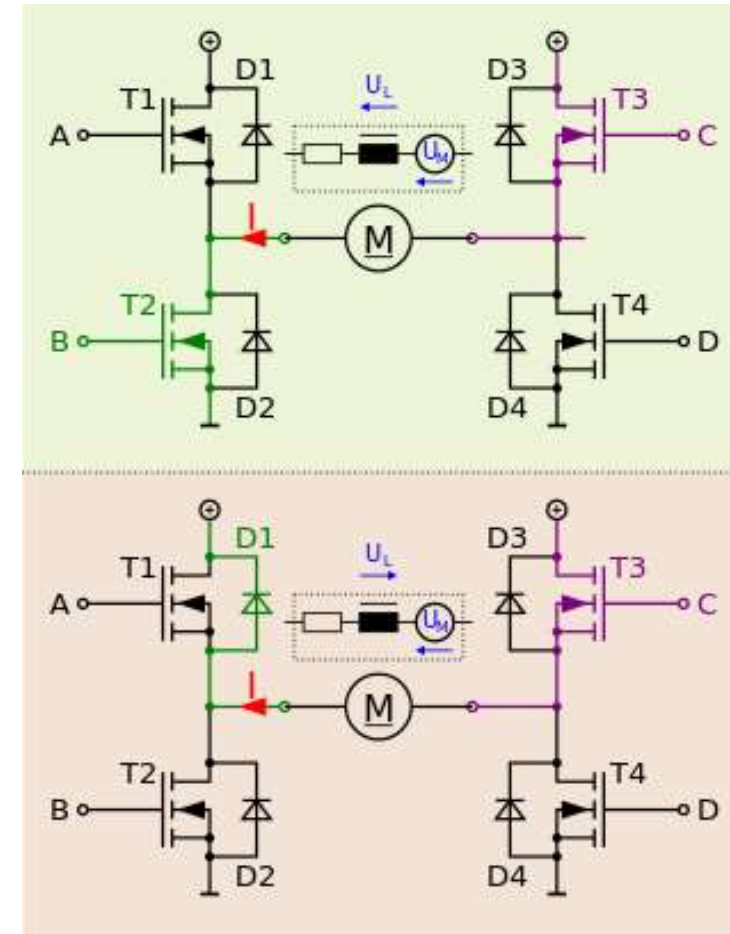 D1 U_L D3
T1 T3
A C
U_M
I
M
T2 T4
B D
D2 D4
D1 U_L D3
T1 T3
A C
U_M
I
M
T2 T4
B D
D2 D4